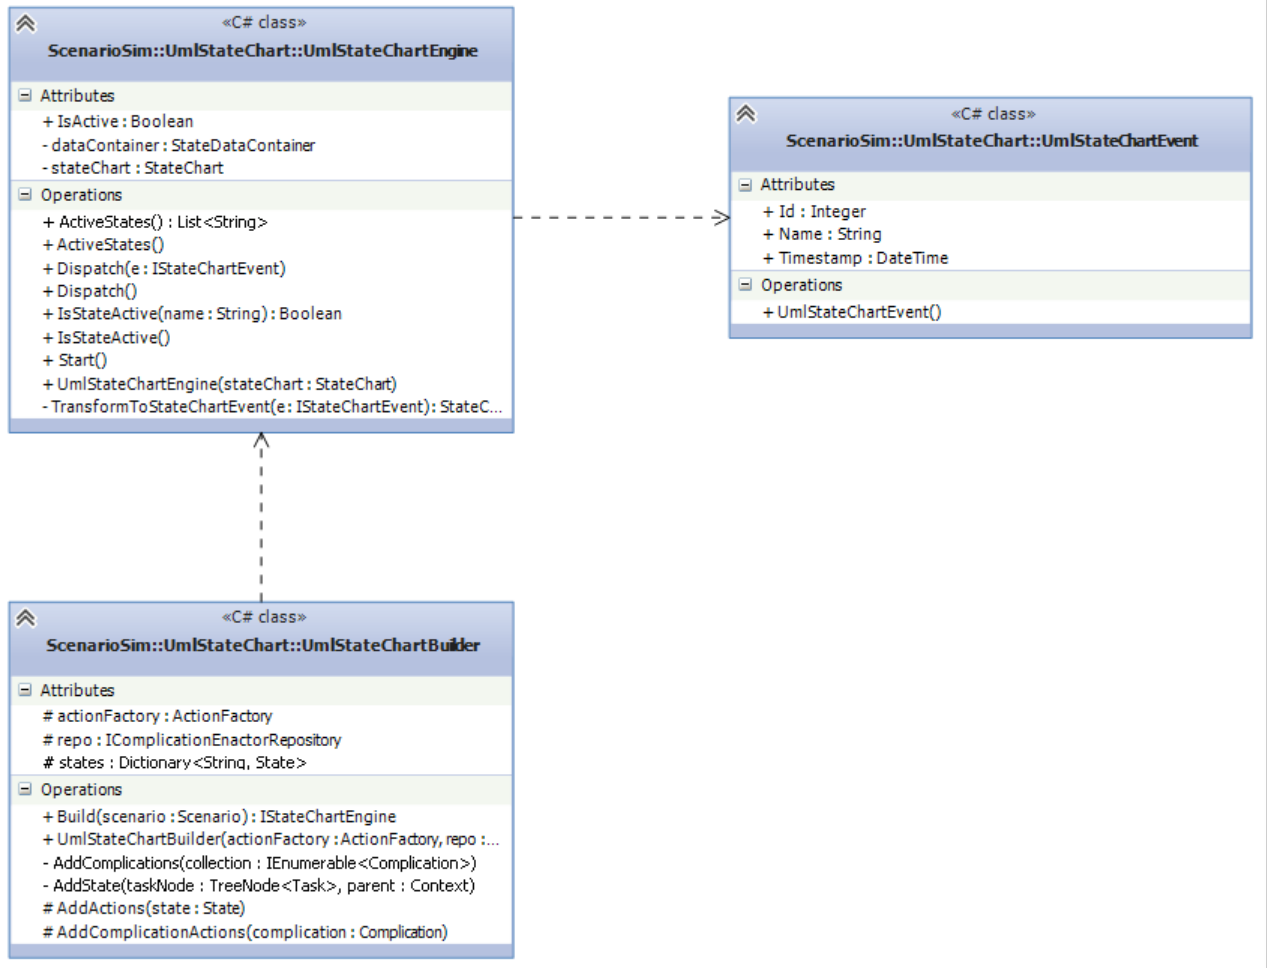 «C# class»
ScenarioSim::UmlStateChart::UmlStateChartEngine
Attributes
+ IsActive : Boolean
- dataContainer : StateDataContainer
- stateChart : StateChart
Operations
+ ActiveStates() : List<String>
+ ActiveStates()
+ Dispatch(e : IStateChartEvent)
+ Dispatch()
+ IsStateActive(name : String) : Boolean
+ IsStateActive()
+ Start()
+ UmlStateChartEngine(stateChart : StateChart)
- TransformToStateChartEvent(e: IStateChartEvent): StateC...
«C# class»
ScenarioSim::UmlStateChart::UmlStateChartEvent
Attributes
+ Id : Integer
+ Name : String
+ Timestamp : DateTime
Operations
+ UmlStateChartEvent()
«C# class»
ScenarioSim::UmlStateChart::UmlStateChartBuilder
Attributes
# actionFactory : ActionFactory
# repo : IComplicationEnactorRepository
# states : Dictionary<String, State>
Operations
+ Build(scenario : Scenario) : IStateChartEngine
+ UmlStateChartBuilder(actionFactory : ActionFactory, repo :...
- AddComplications(collection : IEnumerable<Complication>)
- AddState(taskNode : TreeNode<Task>, parent : Context)
# AddActions(state : State)
# AddComplicationActions(complication : Complication)